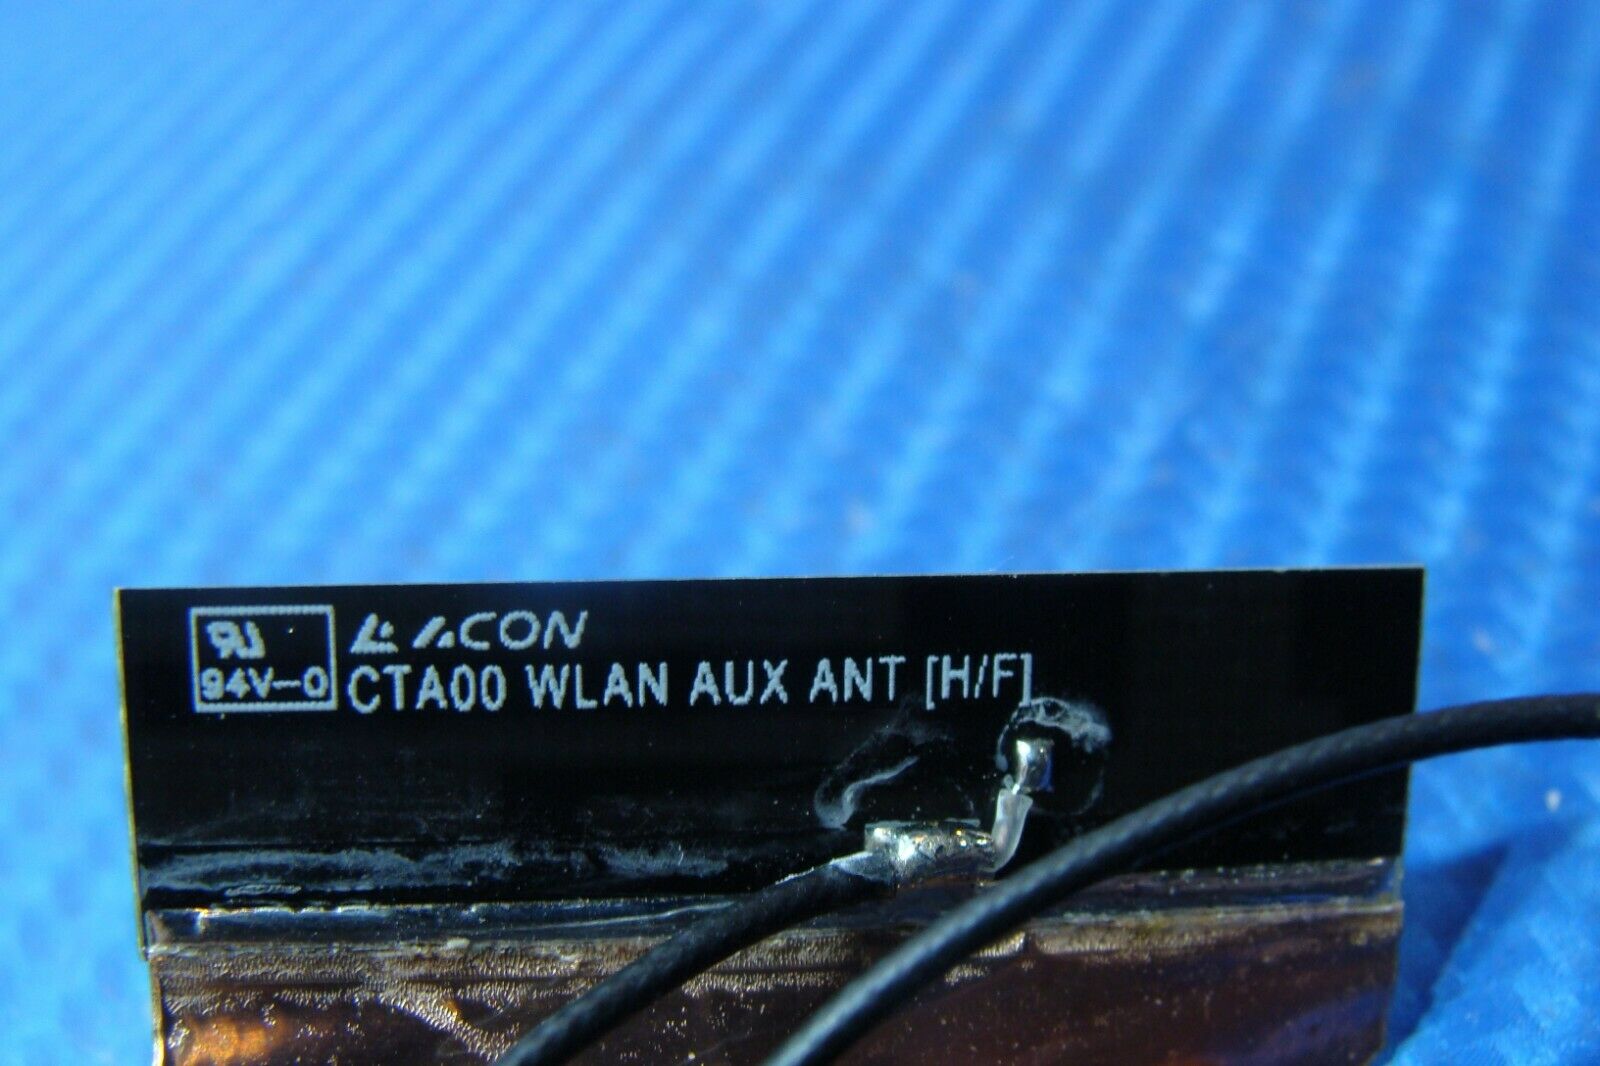 ACON
94V-0
CTA00 WLAN AUX ANT [H/F]